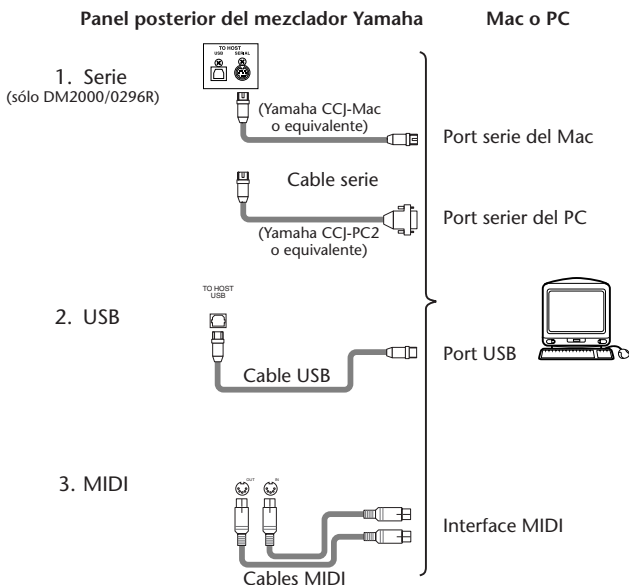 Panel posterior del mezclador Yamaha
Mac o PC
TO HOST
USB SERIAL
1. Serie
(sólo DM2000/0296R)
(Yamaha CCJ-Mac
o equivalente)
Port serie del Mac
Cable serie
(Yamaha CCJ-PC2
o equivalente)
Port serier del PC
TO HOST
USB
2. USB
Cable USB
Port USB
3. MIDI
OUT IN
Cables MIDI
Interface MIDI